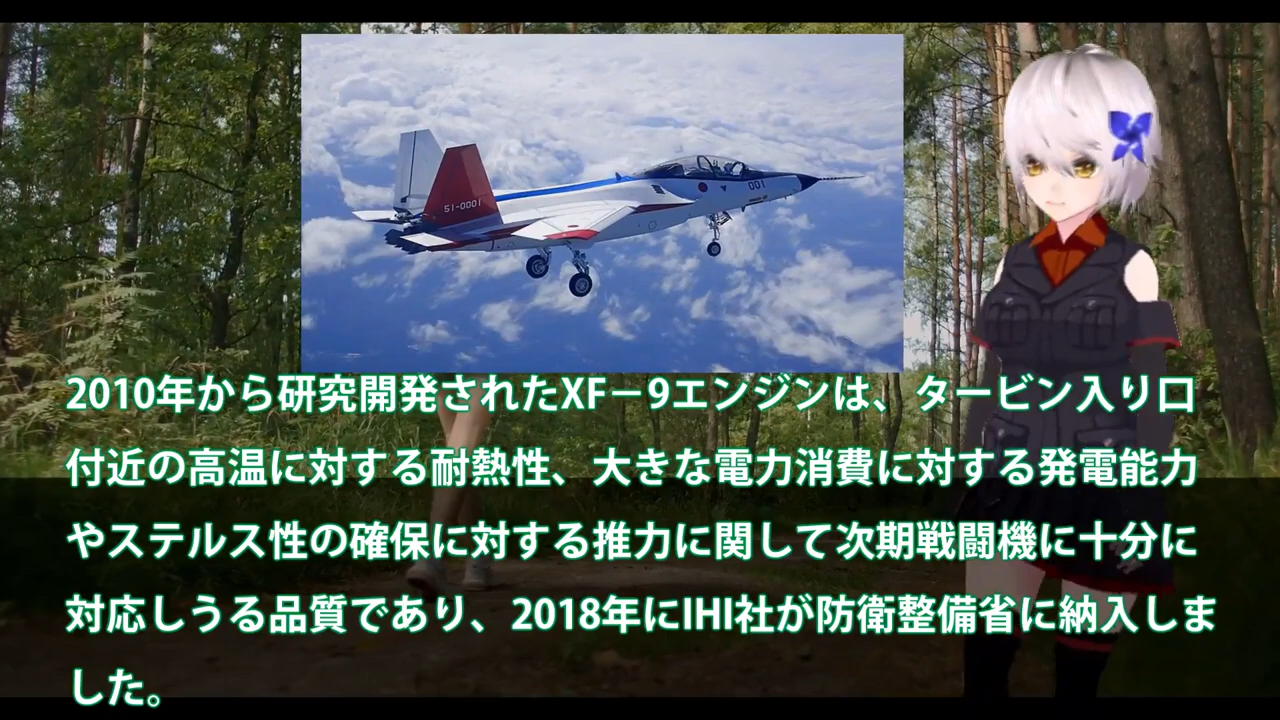 001
51-0001
2010年から研究開発されたXF－9エンジンは、タービン入り口
付近の高温に対する耐熱性、大きな電力消費に対する発電能力
やステルス性の確保に対する推力に関して次期戦闘機に十分に
対応しうる品質であり、2018年にIHI社が防衛整備省に納入しま
した。